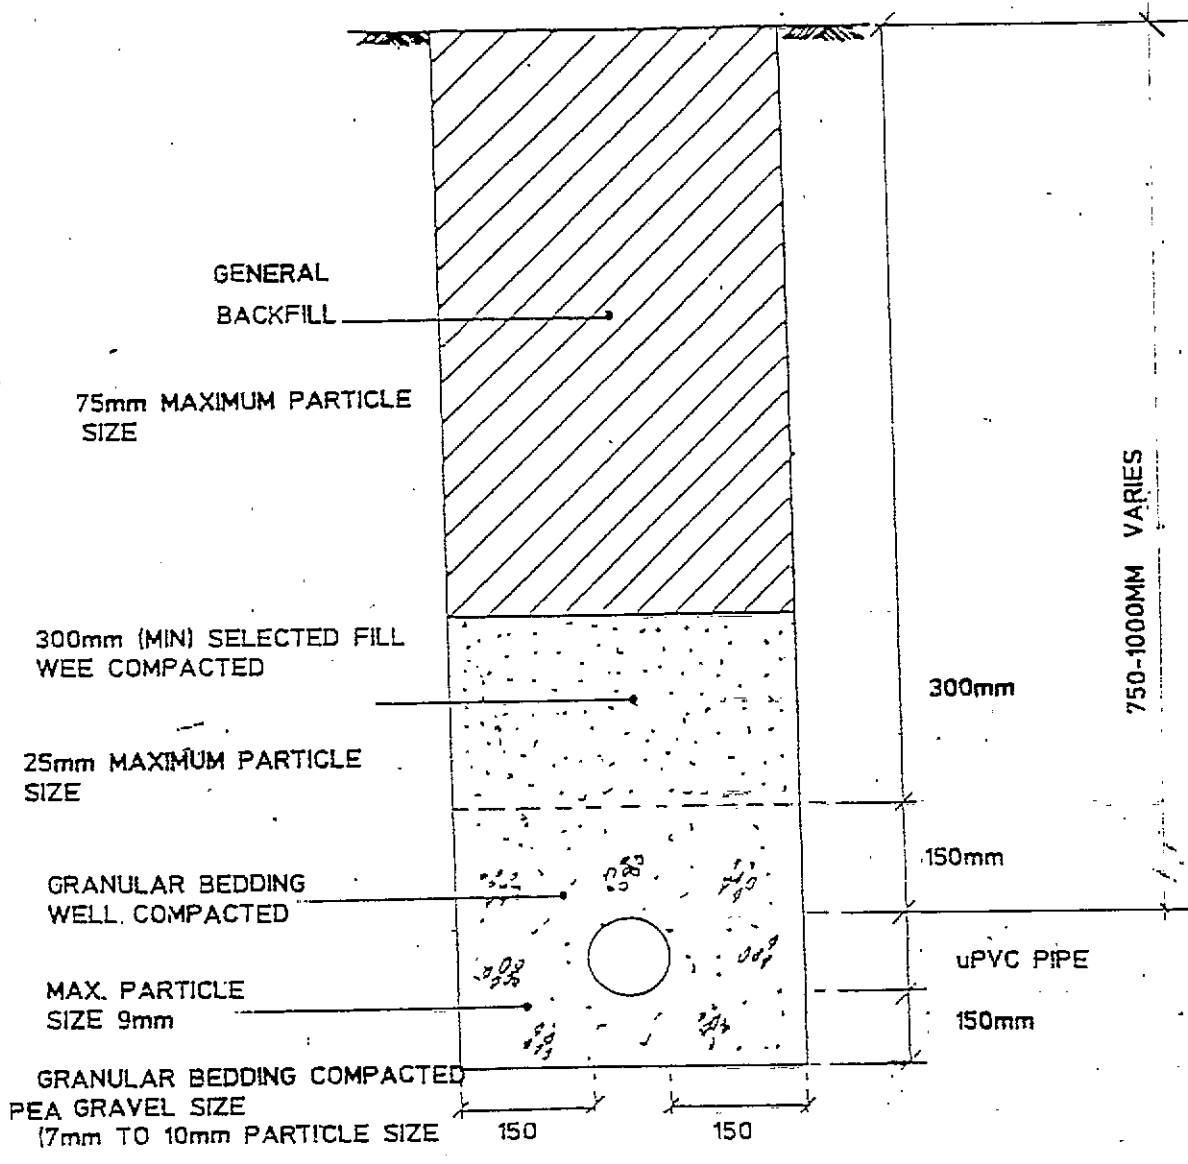 GENERAL
BACKFILL
75mm MAXIMUM PARTICLE
SIZE
750-1000MM VARIES
300mm (MIN) SELECTED FILL
WEE COMPACTED
300mm
25mm MAXIMUM PARTICLE
SIZE
150mm
GRANULAR BEDDING
WELL. COMPACTED
uPVC PIPE
MAX. PARTICLE
SIZE 9mm
150mm
GRANULAR BEDDING COMPACTED
PEA GRAVEL SIZE
(7mm TO 10mm PARTICLE SIZE
150
150